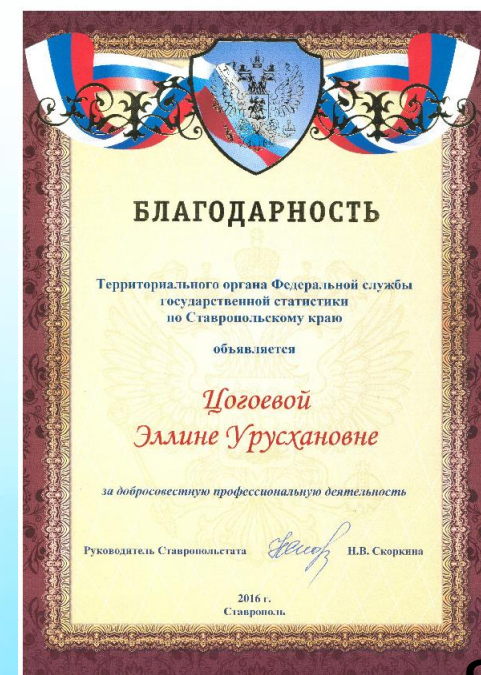 БЛАГОДАРНОСТЬ
Территориального органа Федеральной службы
государственной статистики
по Ставропольскому краю
объявляется
Цогоевой
Эллине Урусхановне
за добросовестную профессиональную деятельность
Руководитель Ставропольстата Н.В. Скоркина
2016 г.
Ставрополь